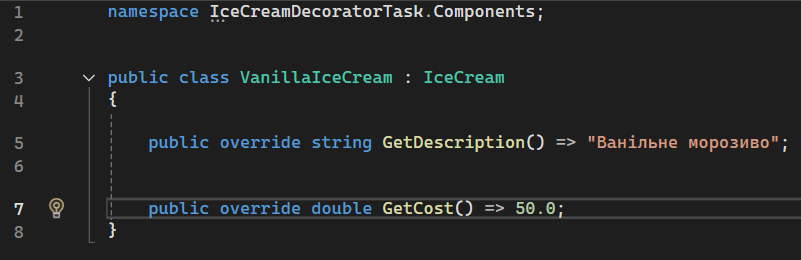 1 namespace IceCreamDecoratorTask.Components;
2
3 public class VanillaIceCream : IceCream
4 {
5 public override string GetDescription() => "Ванільне морозиво";
6
7 public override double GetCost() => 50.0;
8 }